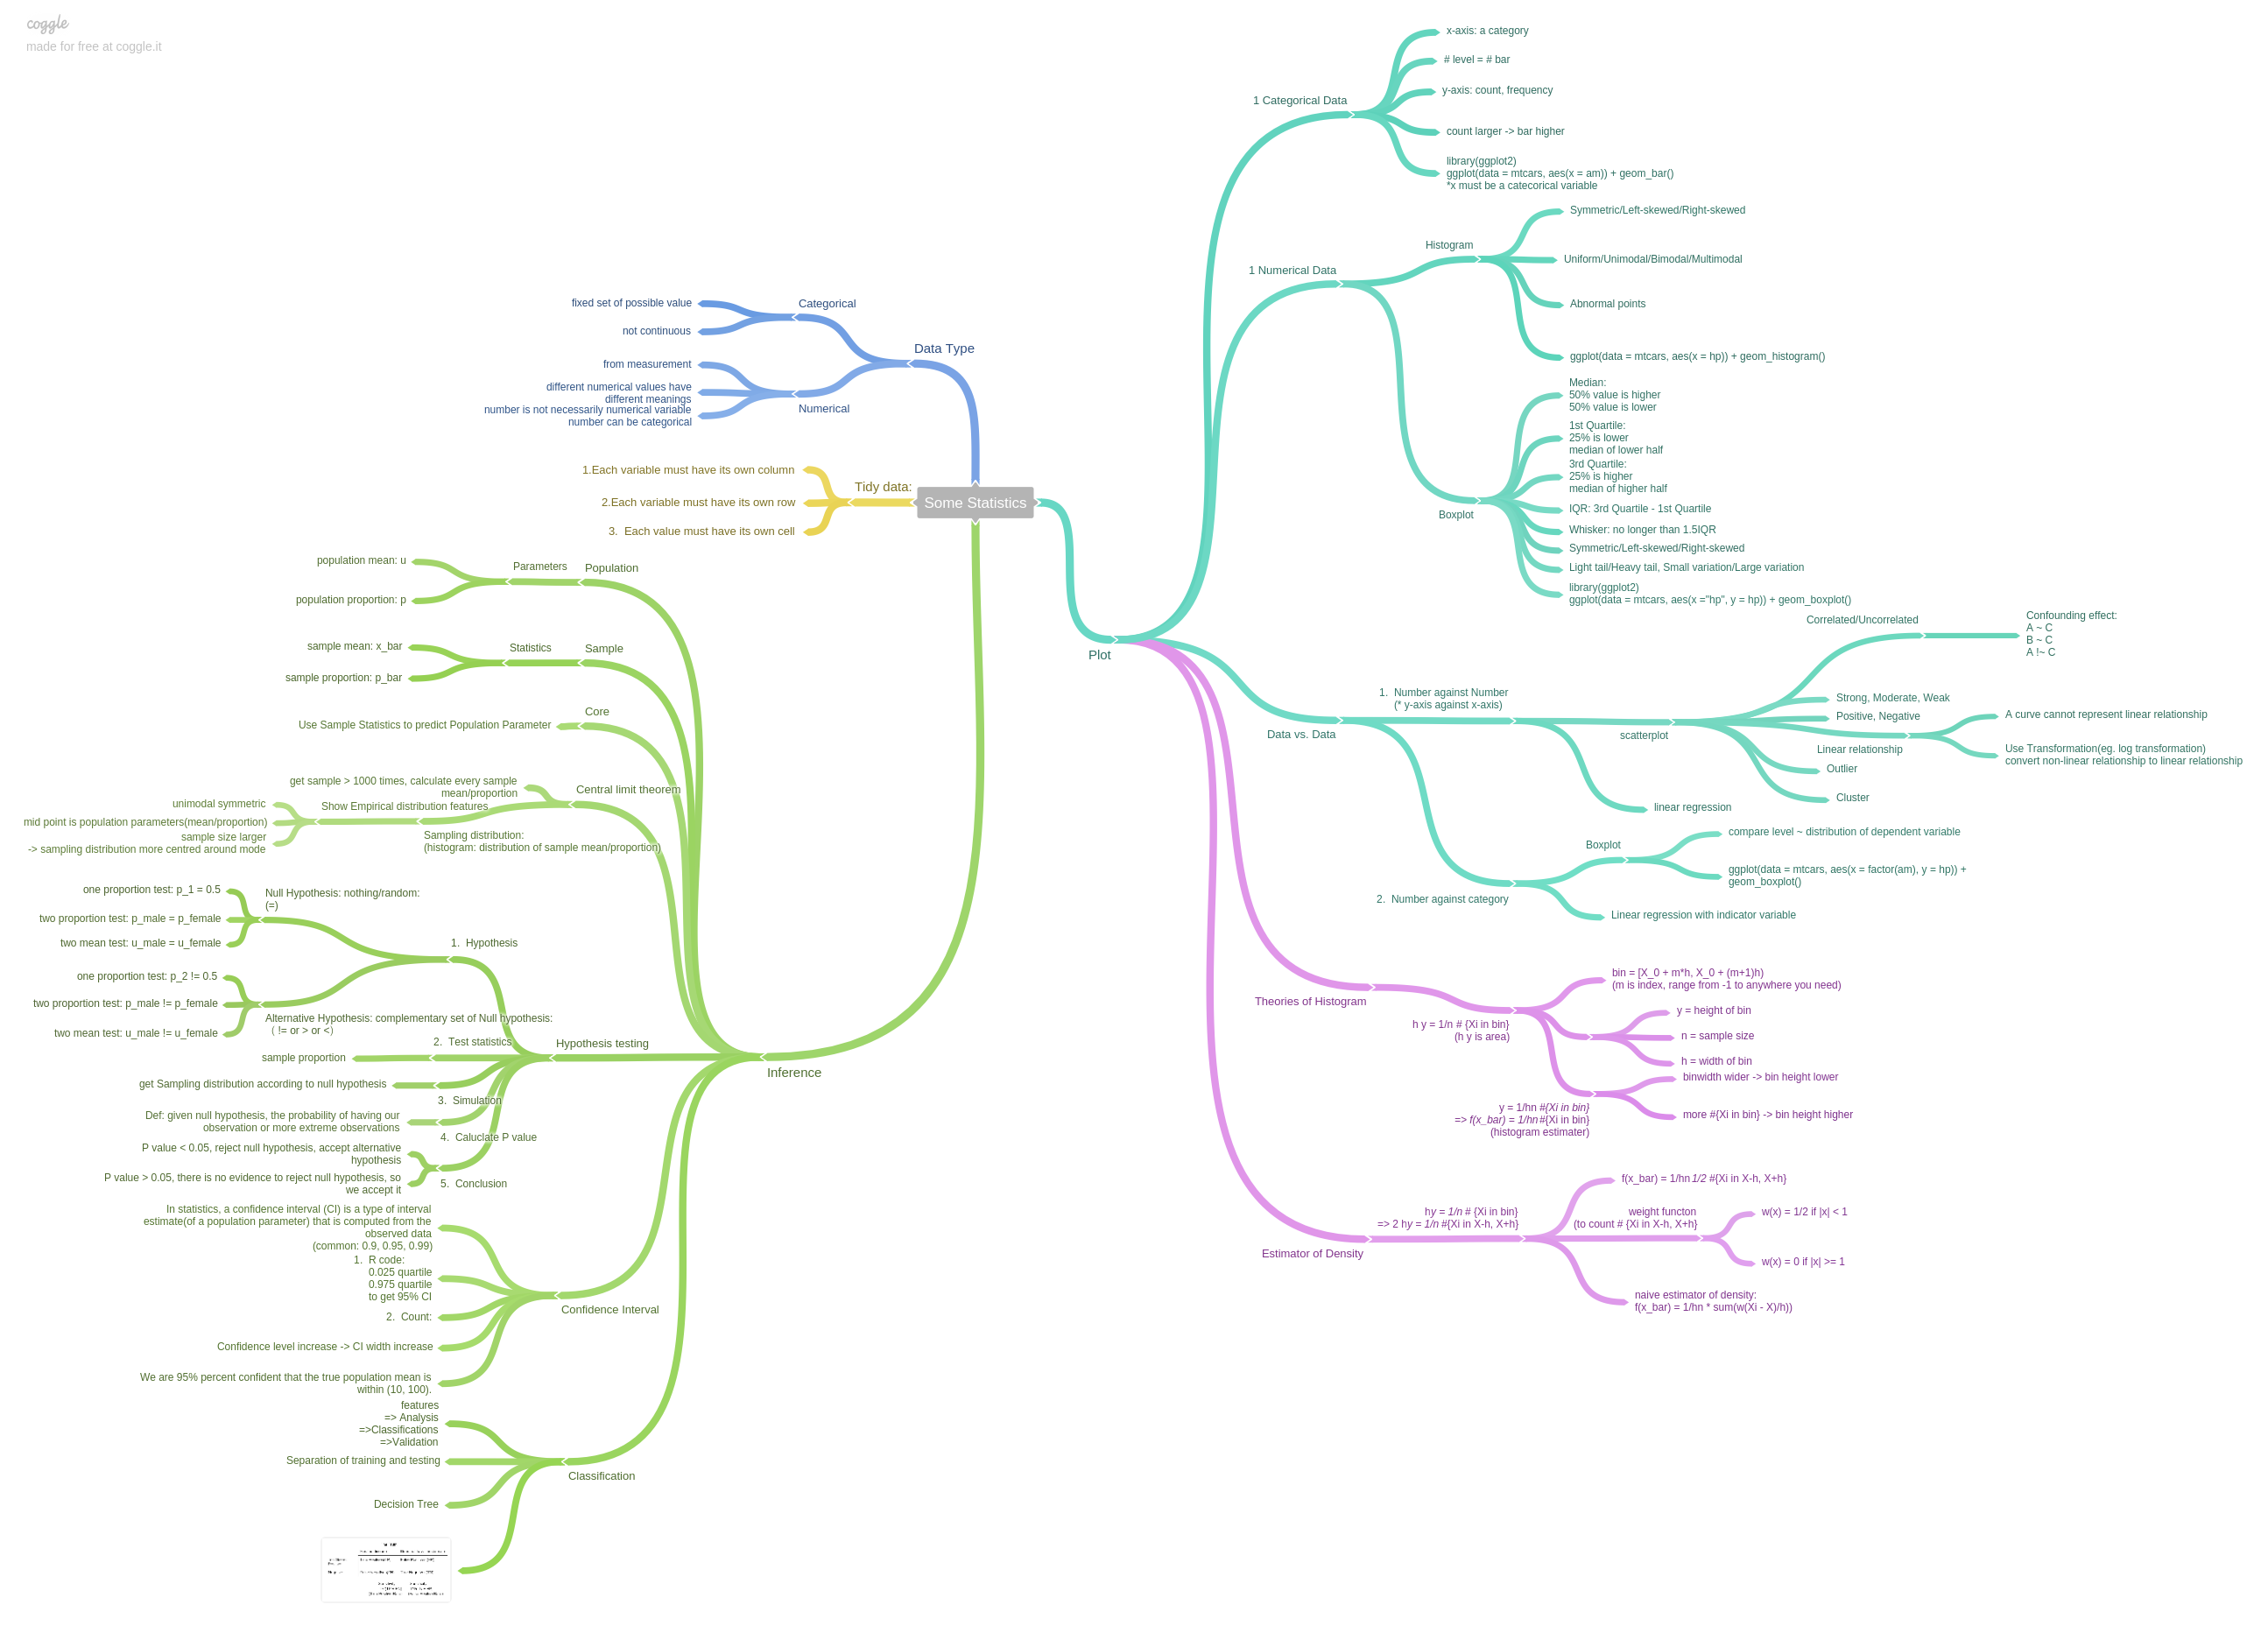 coggle
made for free at coggle.it
Some Statistics
Data Type
Categorical
fixed set of possible value
not continuous
Numerical
from measurement
different numerical values have
different meanings
number is not necessarily numerical variable
number can be categorical
Tidy data:
1.Each variable must have its own column
2.Each variable must have its own row
3. Each value must have its own cell
Inference
Population
Parameters
population mean: u
population proportion: p
Sample
Statistics
sample mean: x_bar
sample proportion: p_bar
Core
Use Sample Statistics to predict Population Parameter
Central limit theorem
get sample > 1000 times, calculate every sample
mean/proportion
Sampling distribution:
(histogram: distribution of sample mean/proportion)
Show Empirical distribution features
unimodal symmetric
mid point is population parameters(mean/proportion)
sample size larger
-> sampling distribution more centred around mode
Hypothesis testing
1. Hypothesis
Null Hypothesis: nothing/random:
(=)
one proportion test: p_1 = 0.5
two proportion test: p_male = p_female
two mean test: u_male = u_female
Alternative Hypothesis: complementary set of Null hypothesis:
( != or > or <)
one proportion test: p_2 != 0.5
two proportion test: p_male != p_female
two mean test: u_male != u_female
2. Test statistics
sample proportion
3. Simulation
get Sampling distribution according to null hypothesis
4. Caluclate P value
Def: given null hypothesis, the probability of having our
observation or more extreme observations
5. Conclusion
P value < 0.05, reject null hypothesis, accept alternative
hypothesis
P value > 0.05, there is no evidence to reject null hypothesis, so
we accept it
Confidence Interval
In statistics, a confidence interval (CI) is a type of interval
estimate(of a population parameter) that is computed from the
observed data
(common: 0.9, 0.95, 0.99)
1. R code:
0.025 quartile
0.975 quartile
to get 95% CI
2. Count:
Confidence level increase -> CI width increase
We are 95% percent confident that the true population mean is
within (10, 100).
Classification
features
=> Analysis
=>Classifications
=>Validation
Separation of training and testing
Decision Tree
Plot
1 Categorical Data
x-axis: a category
# level = # bar
y-axis: count, frequency
count larger -> bar higher
library(ggplot2)
ggplot(data = mtcars, aes(x = am)) + geom_bar()
*x must be a catecorical variable
1 Numerical Data
Histogram
Symmetric/Left-skewed/Right-skewed
Uniform/Unimodal/Bimodal/Multimodal
Abnormal points
ggplot(data = mtcars, aes(x = hp)) + geom_histogram()
Boxplot
Median:
50% value is higher
50% value is lower
1st Quartile:
25% is lower
median of lower half
3rd Quartile:
25% is higher
median of higher half
IQR: 3rd Quartile - 1st Quartile
Whisker: no longer than 1.5IQR
Symmetric/Left-skewed/Right-skewed
Light tail/Heavy tail, Small variation/Large variation
library(ggplot2)
ggplot(data = mtcars, aes(x ="hp", y = hp)) + geom_boxplot()
Data vs. Data
1. Number against Number
(* y-axis against x-axis)
scatterplot
Correlated/Uncorrelated
Confounding effect:
A ~ C
B ~ C
A !~ C
Strong, Moderate, Weak
Positive, Negative
Linear relationship
A curve cannot represent linear relationship
Use Transformation(eg. log transformation)
convert non-linear relationship to linear relationship
Outlier
Cluster
linear regression
2. Number against category
Boxplot
compare level ~ distribution of dependent variable
ggplot(data = mtcars, aes(x = factor(am), y = hp)) +
geom_boxplot()
Linear regression with indicator variable
Theories of Histogram
h y = 1/n # {Xi in bin}
(h y is area)
bin = [X_0 + m*h, X_0 + (m+1)h)
(m is index, range from -1 to anywhere you need)
y = height of bin
n = sample size
h = width of bin
y = 1/hn #{Xi in bin}
=> f(x_bar) = 1/hn #{Xi in bin}
(histogram estimater)
binwidth wider -> bin height lower
more #{Xi in bin} -> bin height higher
Estimator of Density
hy = 1/n # {Xi in bin}
=> 2 hy = 1/n #{Xi in X-h, X+h}
f(x_bar) = 1/hn 1/2 #{Xi in X-h, X+h}
weight functon
(to count # {Xi in X-h, X+h}
w(x) = 1/2 if |x| < 1
w(x) = 0 if |x| >= 1
naive estimator of density:
f(x_bar) = 1/hn * sum(w(Xi - X)/h))